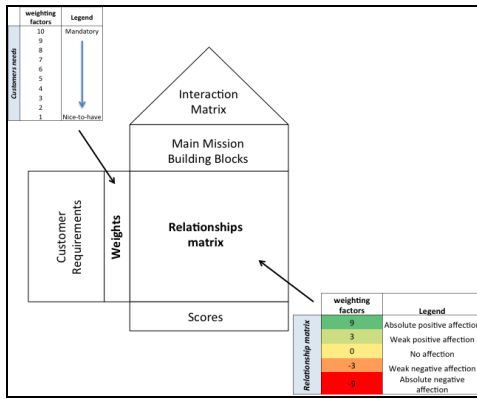 weighting
factors
Legend
Customers needs
10 Mandatory
9
8
7
6
5
4
3
2
1 Nice-to-have
Interaction
Matrix
Main Mission
Building Blocks
Customer
Requirements
Weights
Relationships
matrix
Scores
weighting
factors
Legend
Relationship matrix
9 Absolute positive affection
3 Weak positive affection
0 No affection
-3 Weak negative affection
-9 Absolute negative
affection